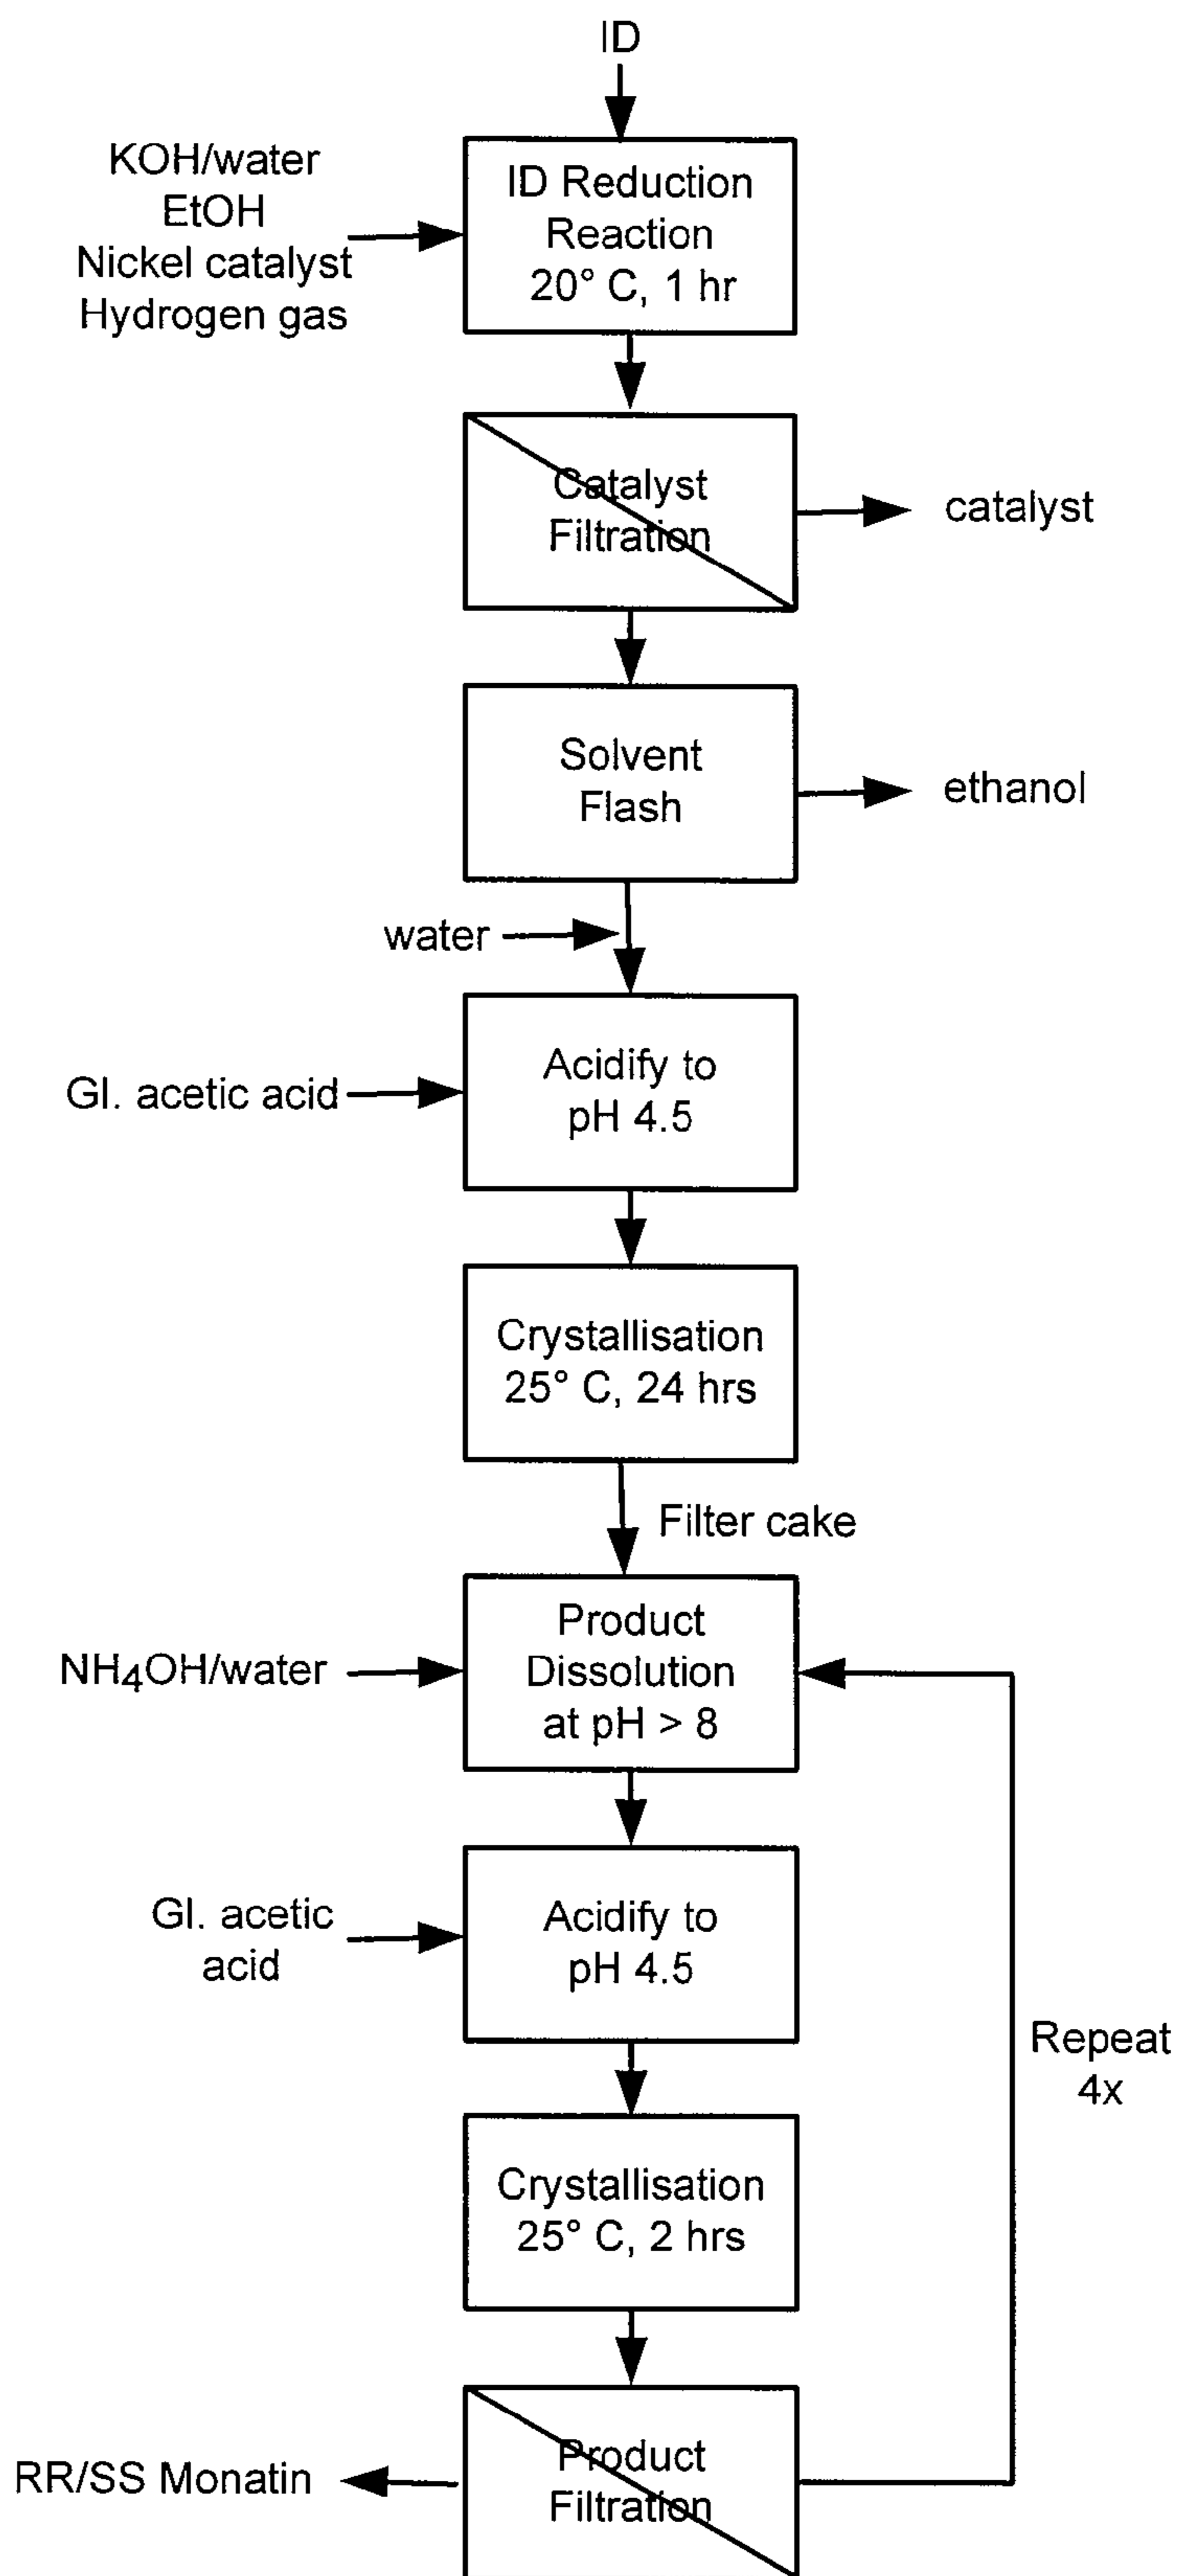 ID
KOH/water
EtOH
Nickel catalyst
Hydrogen gas
ID Reduction
Reaction
20° C, 1 hr
Catalyst
Filtration
catalyst
Solvent
Flash
ethanol
water
Gl. acetic acid
Acidify to
pH 4.5
Crystallisation
25° C, 24 hrs
Filter cake
NH4OH/water
Product
Dissolution
at pH > 8
Gl. acetic
acid
Acidify to
pH 4.5
Repeat
4x
Crystallisation
25° C, 2 hrs
RR/SS Monatin
Product
Filtration